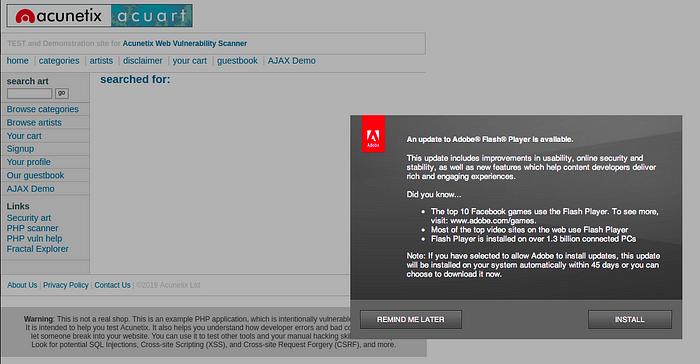 acunetix acuart
TEST and Demonstration site for Acunetix Web Vulnerability Scanner
home | categories | artists | disclaimer | your cart | guestbook | AJAX Demo
search art
go
Browse categories
Browse artists
Your cart
Signup
Your profile
Our guestbook
AJAX Demo
Links
Security art
PHP scanner
PHP vuln help
Fractal Explorer
searched for:
Adobe
An update to Adobe® Flash® Player is available.
This update includes improvements in usability, online security and
stability, as well as new features which help content developers deliver
rich and engaging experiences.
Did you know...
• The top 10 Facebook games use the Flash Player. To see more,
visit: www.adobe.com/games.
• Most of the top video sites on the web use Flash Player
• Flash Player is installed on over 1.3 billion connected PCs
Note: If you have selected to allow Adobe to install updates, this update
will be installed on your system automatically within 45 days or you can
choose to download it now.
REMIND ME LATER
INSTALL
About Us | Privacy Policy | Contact Us | ©2019 Acunetix Ltd
Warning: This is not a real shop. This is an example PHP application, which is intentionally
It is intended to help you test Acunetix. It also helps you understand how developer errors and bad
let someone break into your website. You can use it to test other tools and your manual hacking
Look for potential SQL Injections, Cross-site Scripting (XSS), and Cross-site Request Forgery (CSRF), and more.